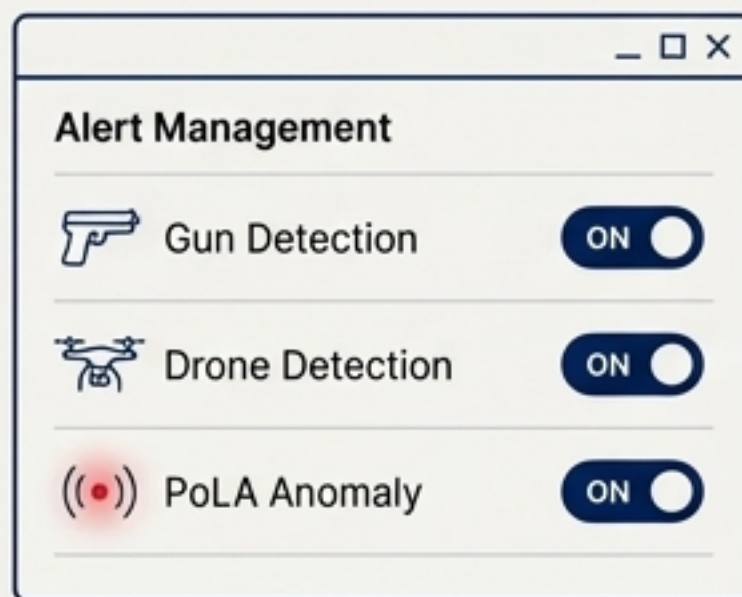 Alert Management
Gun Detection ON
Drone Detection ON
PoLA Anomaly ON